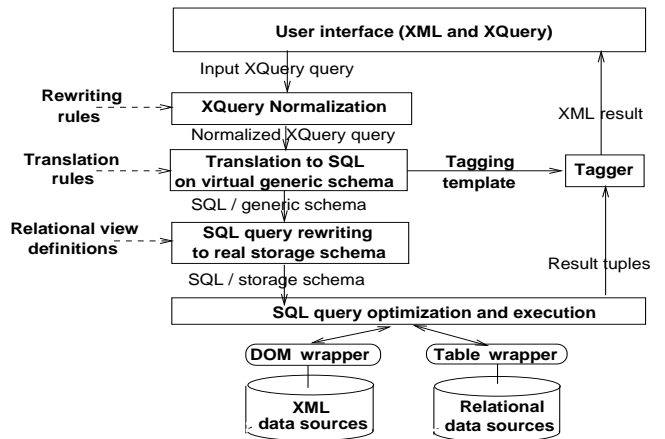 User interface (XML and XQuery)
Input XQuery query
Rewriting
rules
XQuery Normalization
XML result
Normalized XQuery query
Translation
rules
Translation to SQL
on virtual generic schema
Tagging
template
Tagger
SQL / generic schema
Relational view
definitions
SQL query rewriting
to real storage schema
Result tuples
SQL / storage schema
SQL query optimization and execution
DOM wrapper
Table wrapper
XML
data sources
Relational
data sources